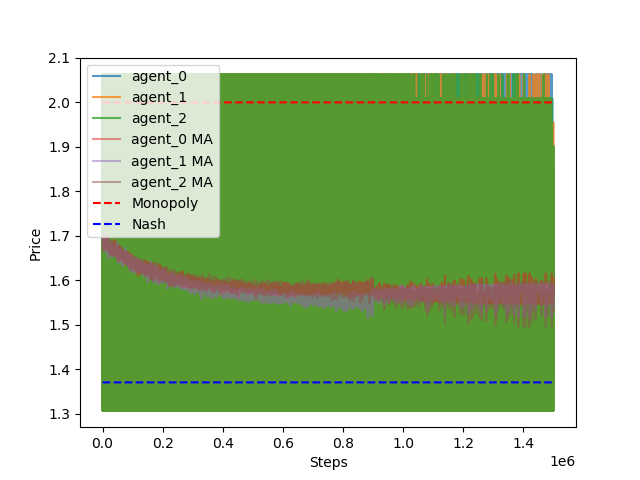 2.1
2.0
1.9
1.8
1.7
1.6
1.5
1.4
1.3
Price
agent_0
agent_1
agent_2
agent_0 MA
agent_1 MA
agent_2 MA
Monopoly
Nash
0.0 0.2 0.4 0.6 0.8 1.0 1.2 1.4
1e6
Steps